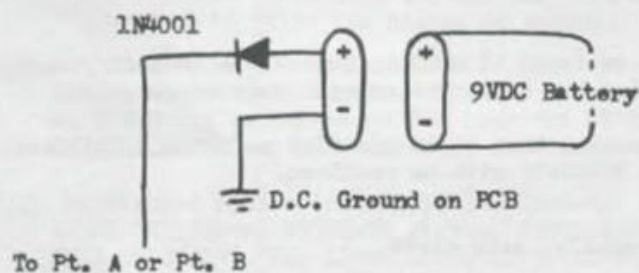 1N4001
+
+
9VDC Battery
-
-
D.C. Ground on PCB
To Pt. A or Pt. B